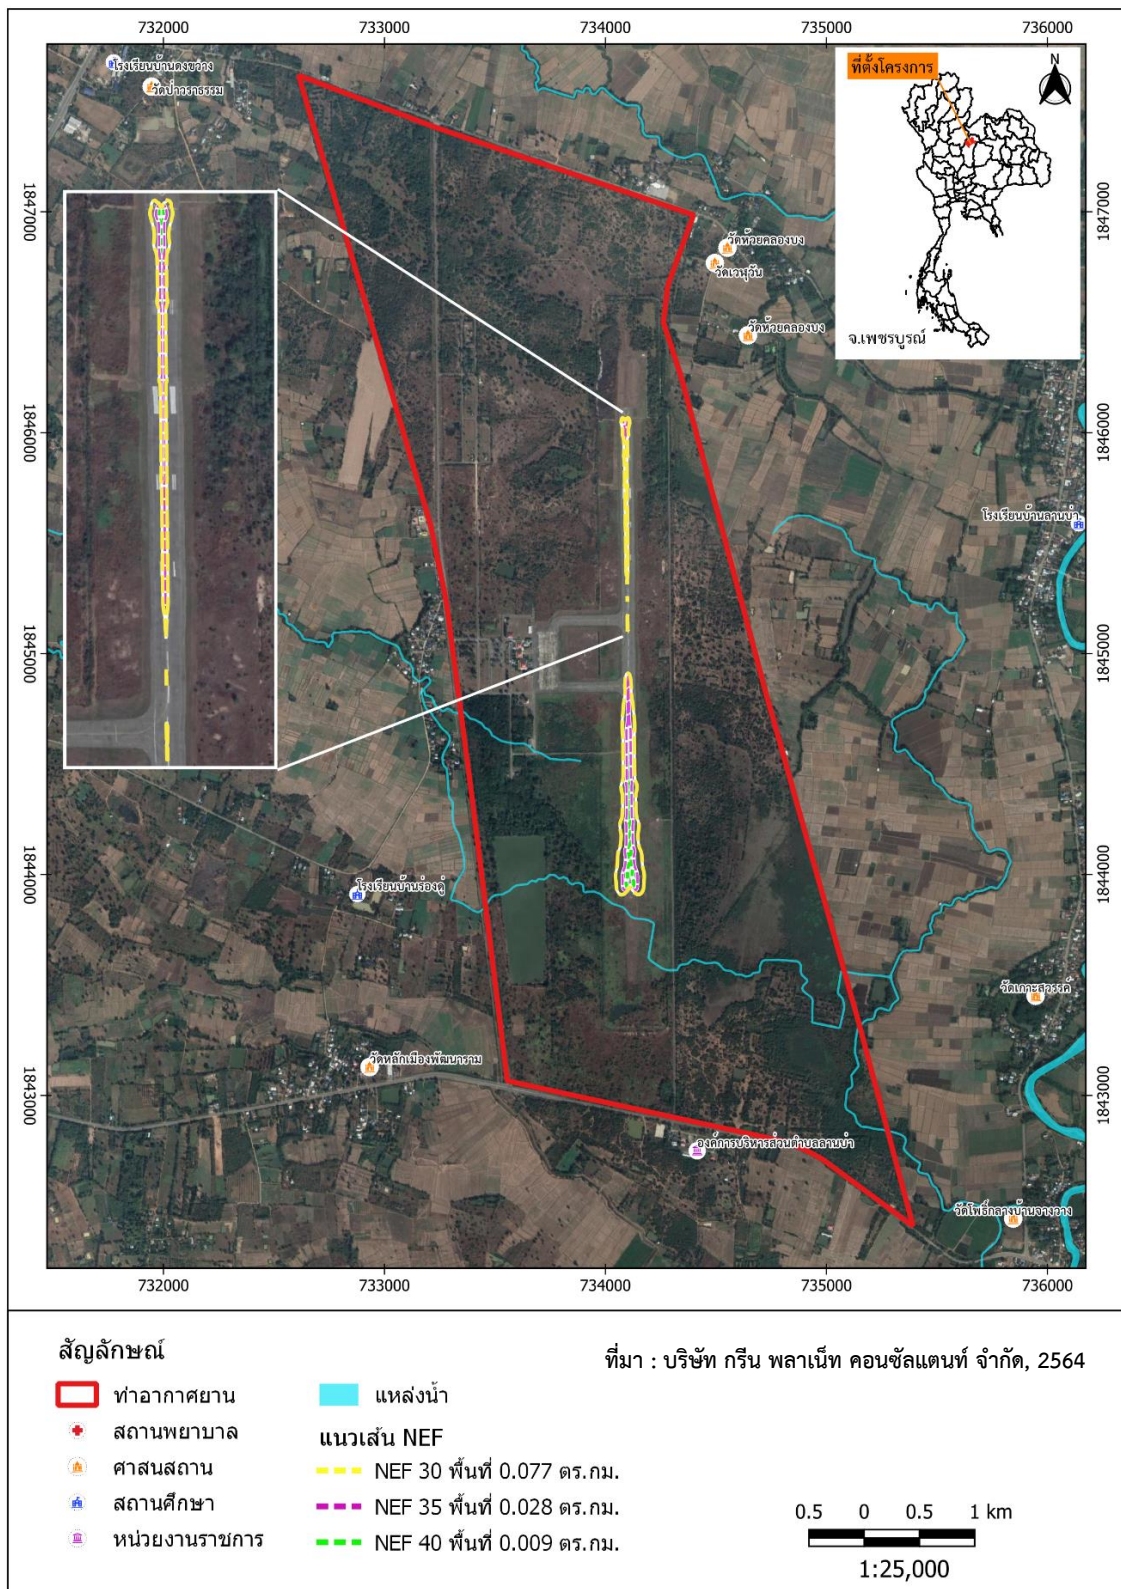 732000
733000
734000
735000
736000
โรงเรียนบ้านดงขวาง
วัดป่าวราธรรม
ที่ตั้งโครงการ
N
จ.เพชรบูรณ์
1847000
1847000
วัดห้วยคลองบง
วัดเวฬุวัน
วัดห้วยคลองบง
1846000
1846000
โรงเรียนบ้านลานบ่า
1845000
1845000
1844000
1844000
โรงเรียนบ้านร่องดู่
วัดเกาะสวรรค์
วัดหลักเมืองพัฒนาราม
1843000
1843000
องค์การบริหารส่วนตำบลลานบ่า
วัดโพธิ์กลางบ้านจางวาง
732000
733000
734000
735000
736000
สัญลักษณ์
ที่มา : บริษัท กรีน พลาเน็ท คอนซัลแตนท์ จำกัด, 2564
ท่าอากาศยาน
สถานพยาบาล
ศาสนสถาน
สถานศึกษา
หน่วยงานราชการ
แหล่งน้ำ
แนวเส้น NEF
NEF 30 พื้นที่ 0.077 ตร.กม.
NEF 35 พื้นที่ 0.028 ตร.กม.
NEF 40 พื้นที่ 0.009 ตร.กม.
0.5 0 0.5 1 km
1:25,000